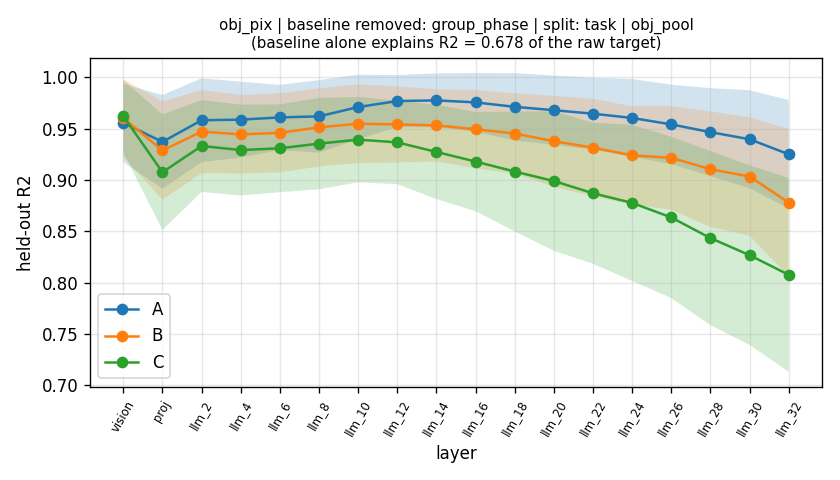 obj_pix | baseline removed: group_phase | split: task | obj_pool
(baseline alone explains R2 = 0.678 of the raw target)
1.00
0.95
0.90
0.85
0.80
0.75
0.70
held-out R2
A
B
C
vision
proj
llm_2
llm_4
llm_6
llm_8
llm_10
llm_12
llm_14
llm_16
llm_18
llm_20
llm_22
llm_24
llm_26
llm_28
llm_30
llm_32
layer